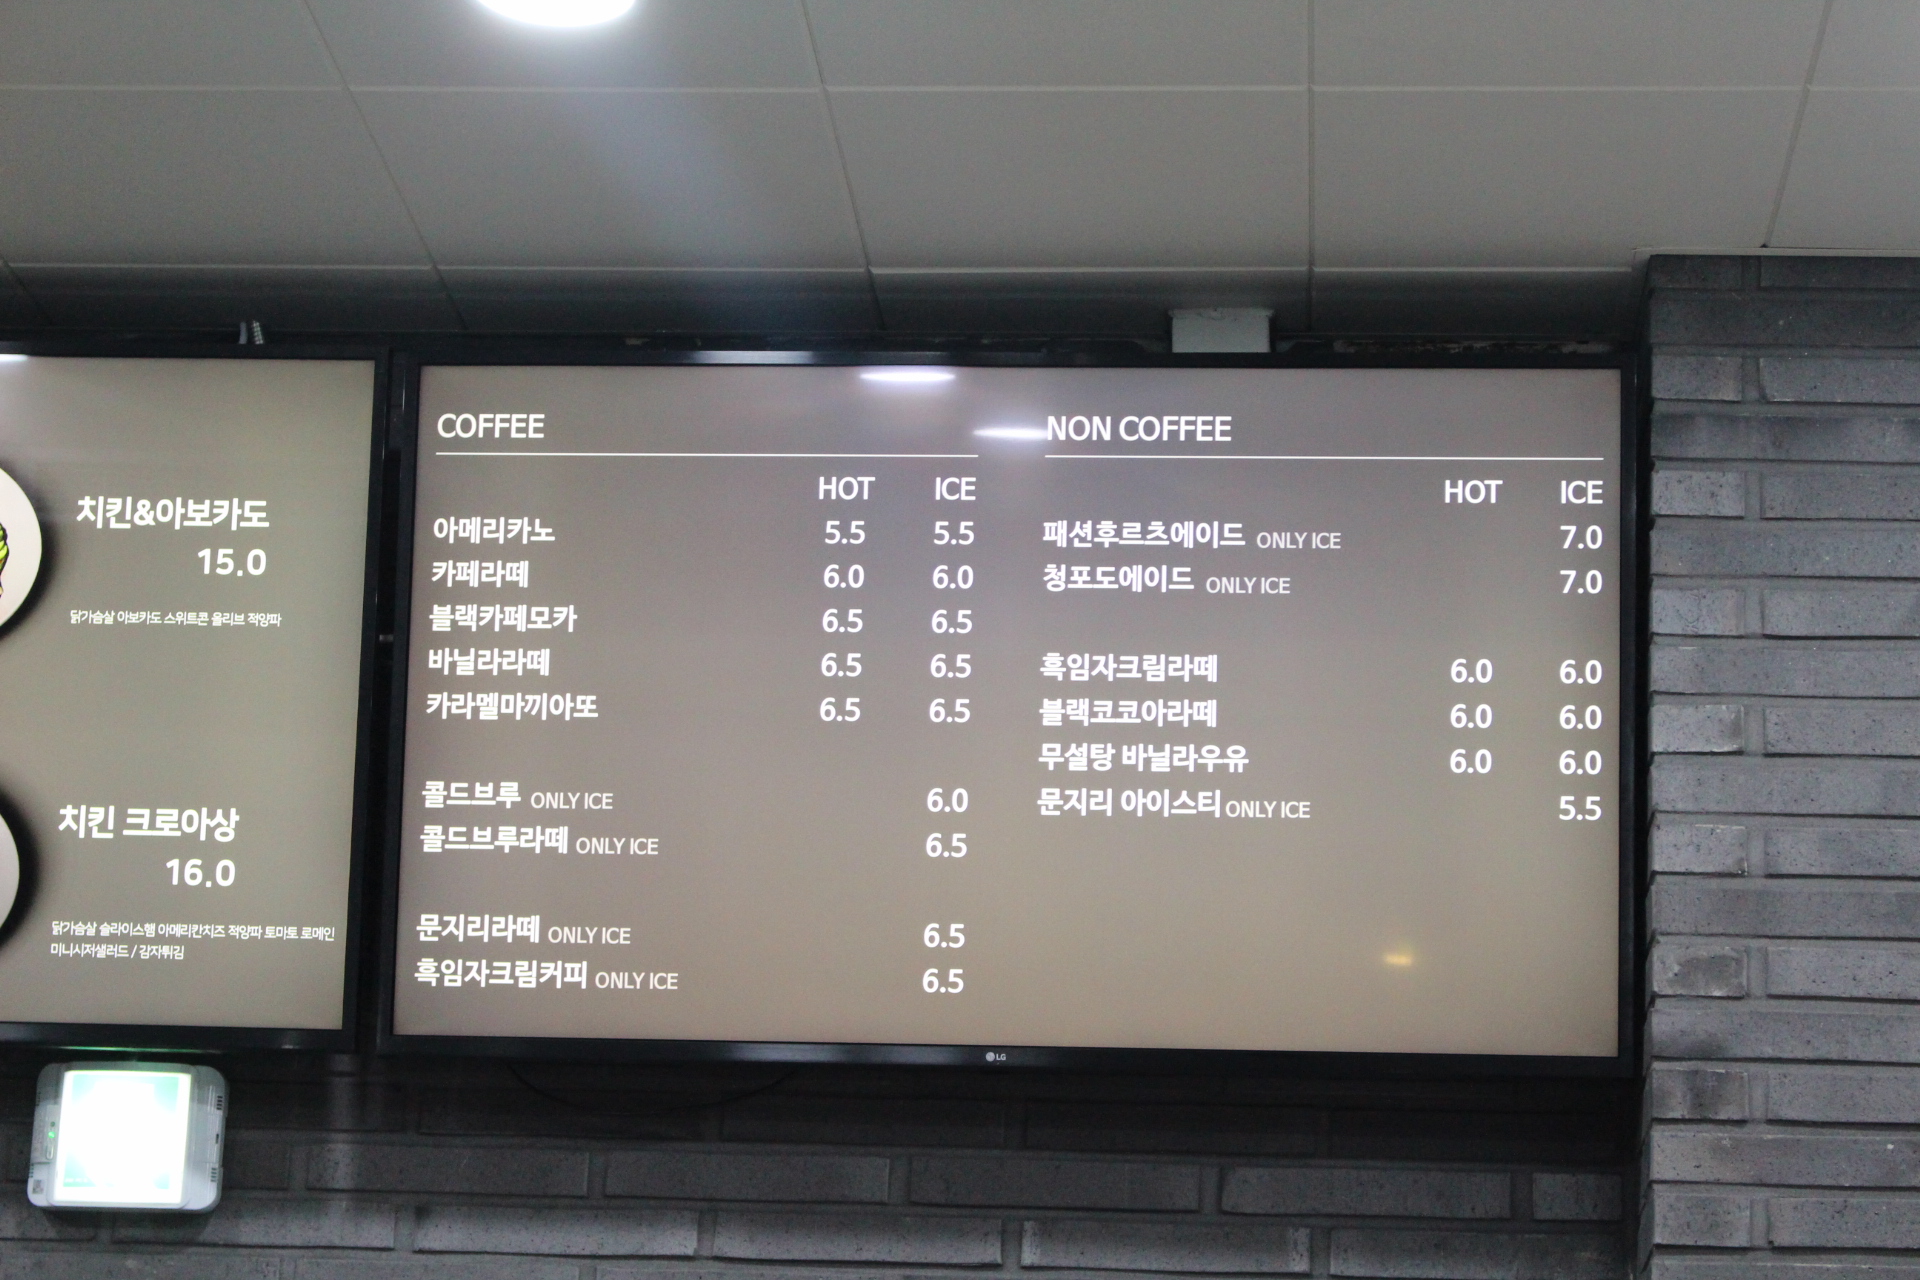 치킨&아보카도
15.0
닭가슴살 아보카도 스위트콘 올리브 적양파
치킨 크로아상
16.0
닭가슴살 슬라이스햄 아메리칸치즈 적양파 토마토 로메인
미니시저샐러드 / 감자튀김
COFFEE
HOT ICE
아메리카노 5.5 5.5
카페라떼 6.0 6.0
블랙카페모카 6.5 6.5
바닐라라떼 6.5 6.5
카라멜마끼아또 6.5 6.5
콜드브루 ONLY ICE 6.0
콜드브루라떼 ONLY ICE 6.5
문지리라떼 ONLY ICE 6.5
흑임자크림커피 ONLY ICE 6.5
NON COFFEE
HOT ICE
패션후르츠에이드 ONLY ICE 7.0
청포도에이드 ONLY ICE 7.0
흑임자크림라떼 6.0 6.0
블랙코코아라떼 6.0 6.0
무설탕 바닐라우유 6.0 6.0
문지리 아이스티 ONLY ICE 5.5
LG